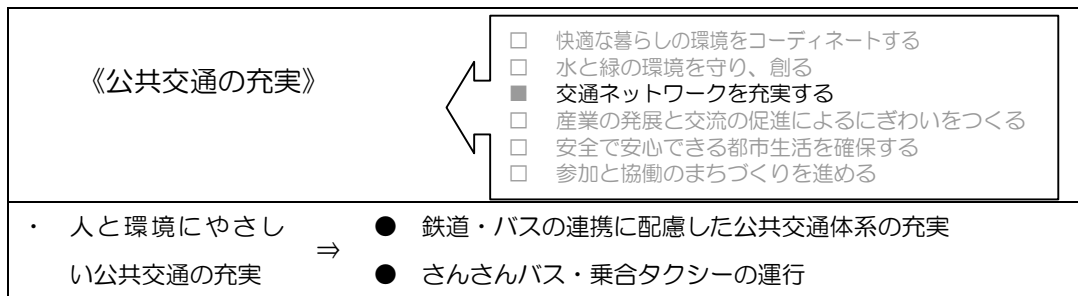 《公共交通の充実》
□ 快適な暮らしの環境をコーディネートする
□ 水と緑の環境を守り、創る
■ 交通ネットワークを充実する
□ 産業の発展と交流の促進によるにぎわいをつくる
□ 安全で安心できる都市生活を確保する
□ 参加と協働のまちづくりを進める
・ 人と環境にやさし
い公共交通の充実
⇒
● 鉄道・バスの連携に配慮した公共交通体系の充実
● さんさんバス・乗合タクシーの運行